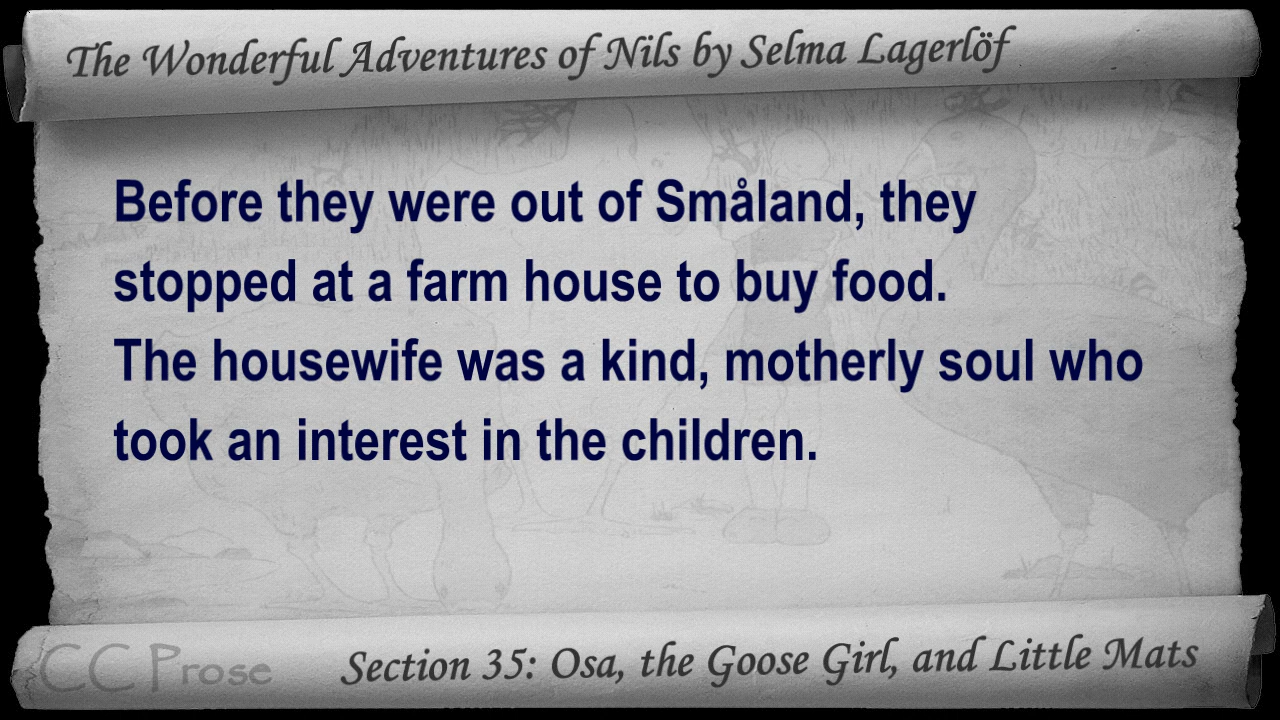 The Wonderful Adventures of Nils by Selma Lagerlöf
Before they were out of Småland, they
stopped at a farm house to buy food.
The housewife was a kind, motherly soul who
took an interest in the children.
CC Prose
Section 35: Osa, the Goose Girl, and Little Mats